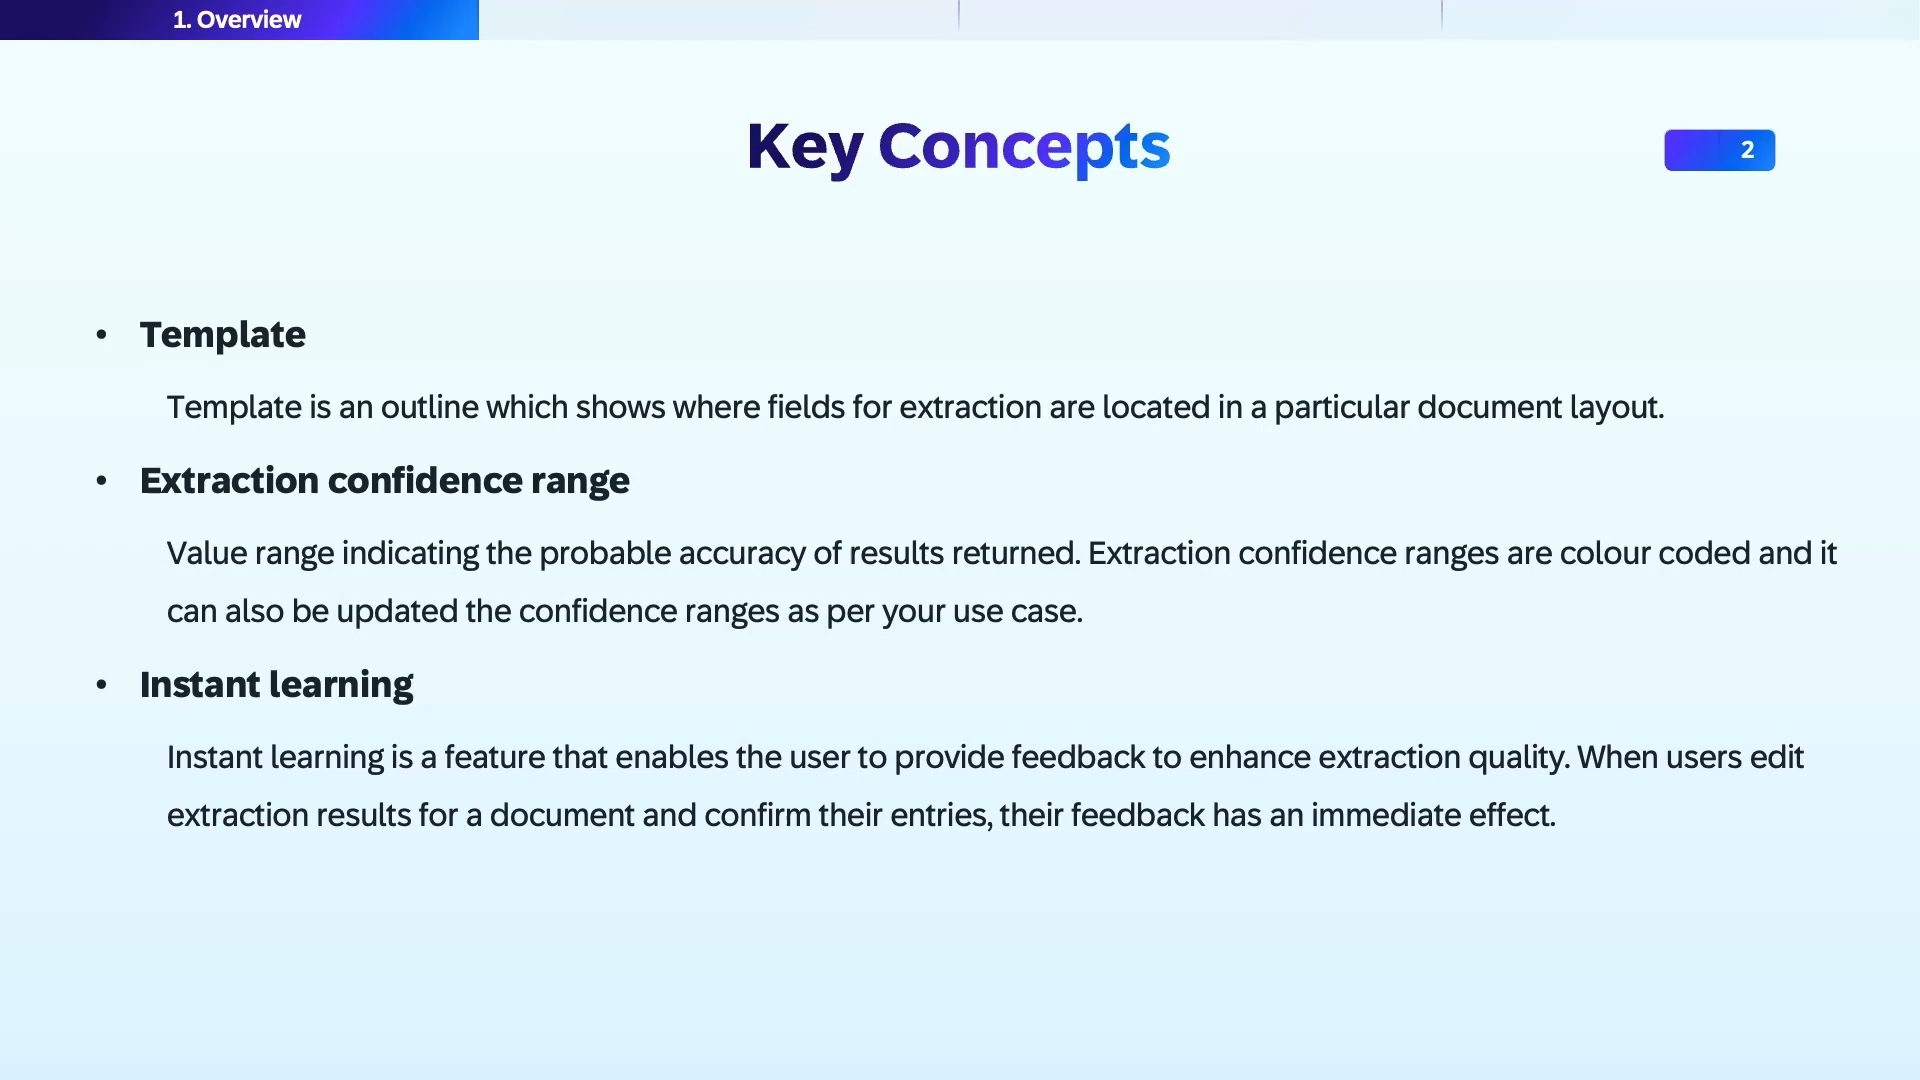 1. Overview
Key Concepts
2
• Template
Template is an outline which shows where fields for extraction are located in a particular document layout.
• Extraction confidence range
Value range indicating the probable accuracy of results returned. Extraction confidence ranges are colour coded and it
can also be updated the confidence ranges as per your use case.
• Instant learning
Instant learning is a feature that enables the user to provide feedback to enhance extraction quality. When users edit
extraction results for a document and confirm their entries, their feedback has an immediate effect.